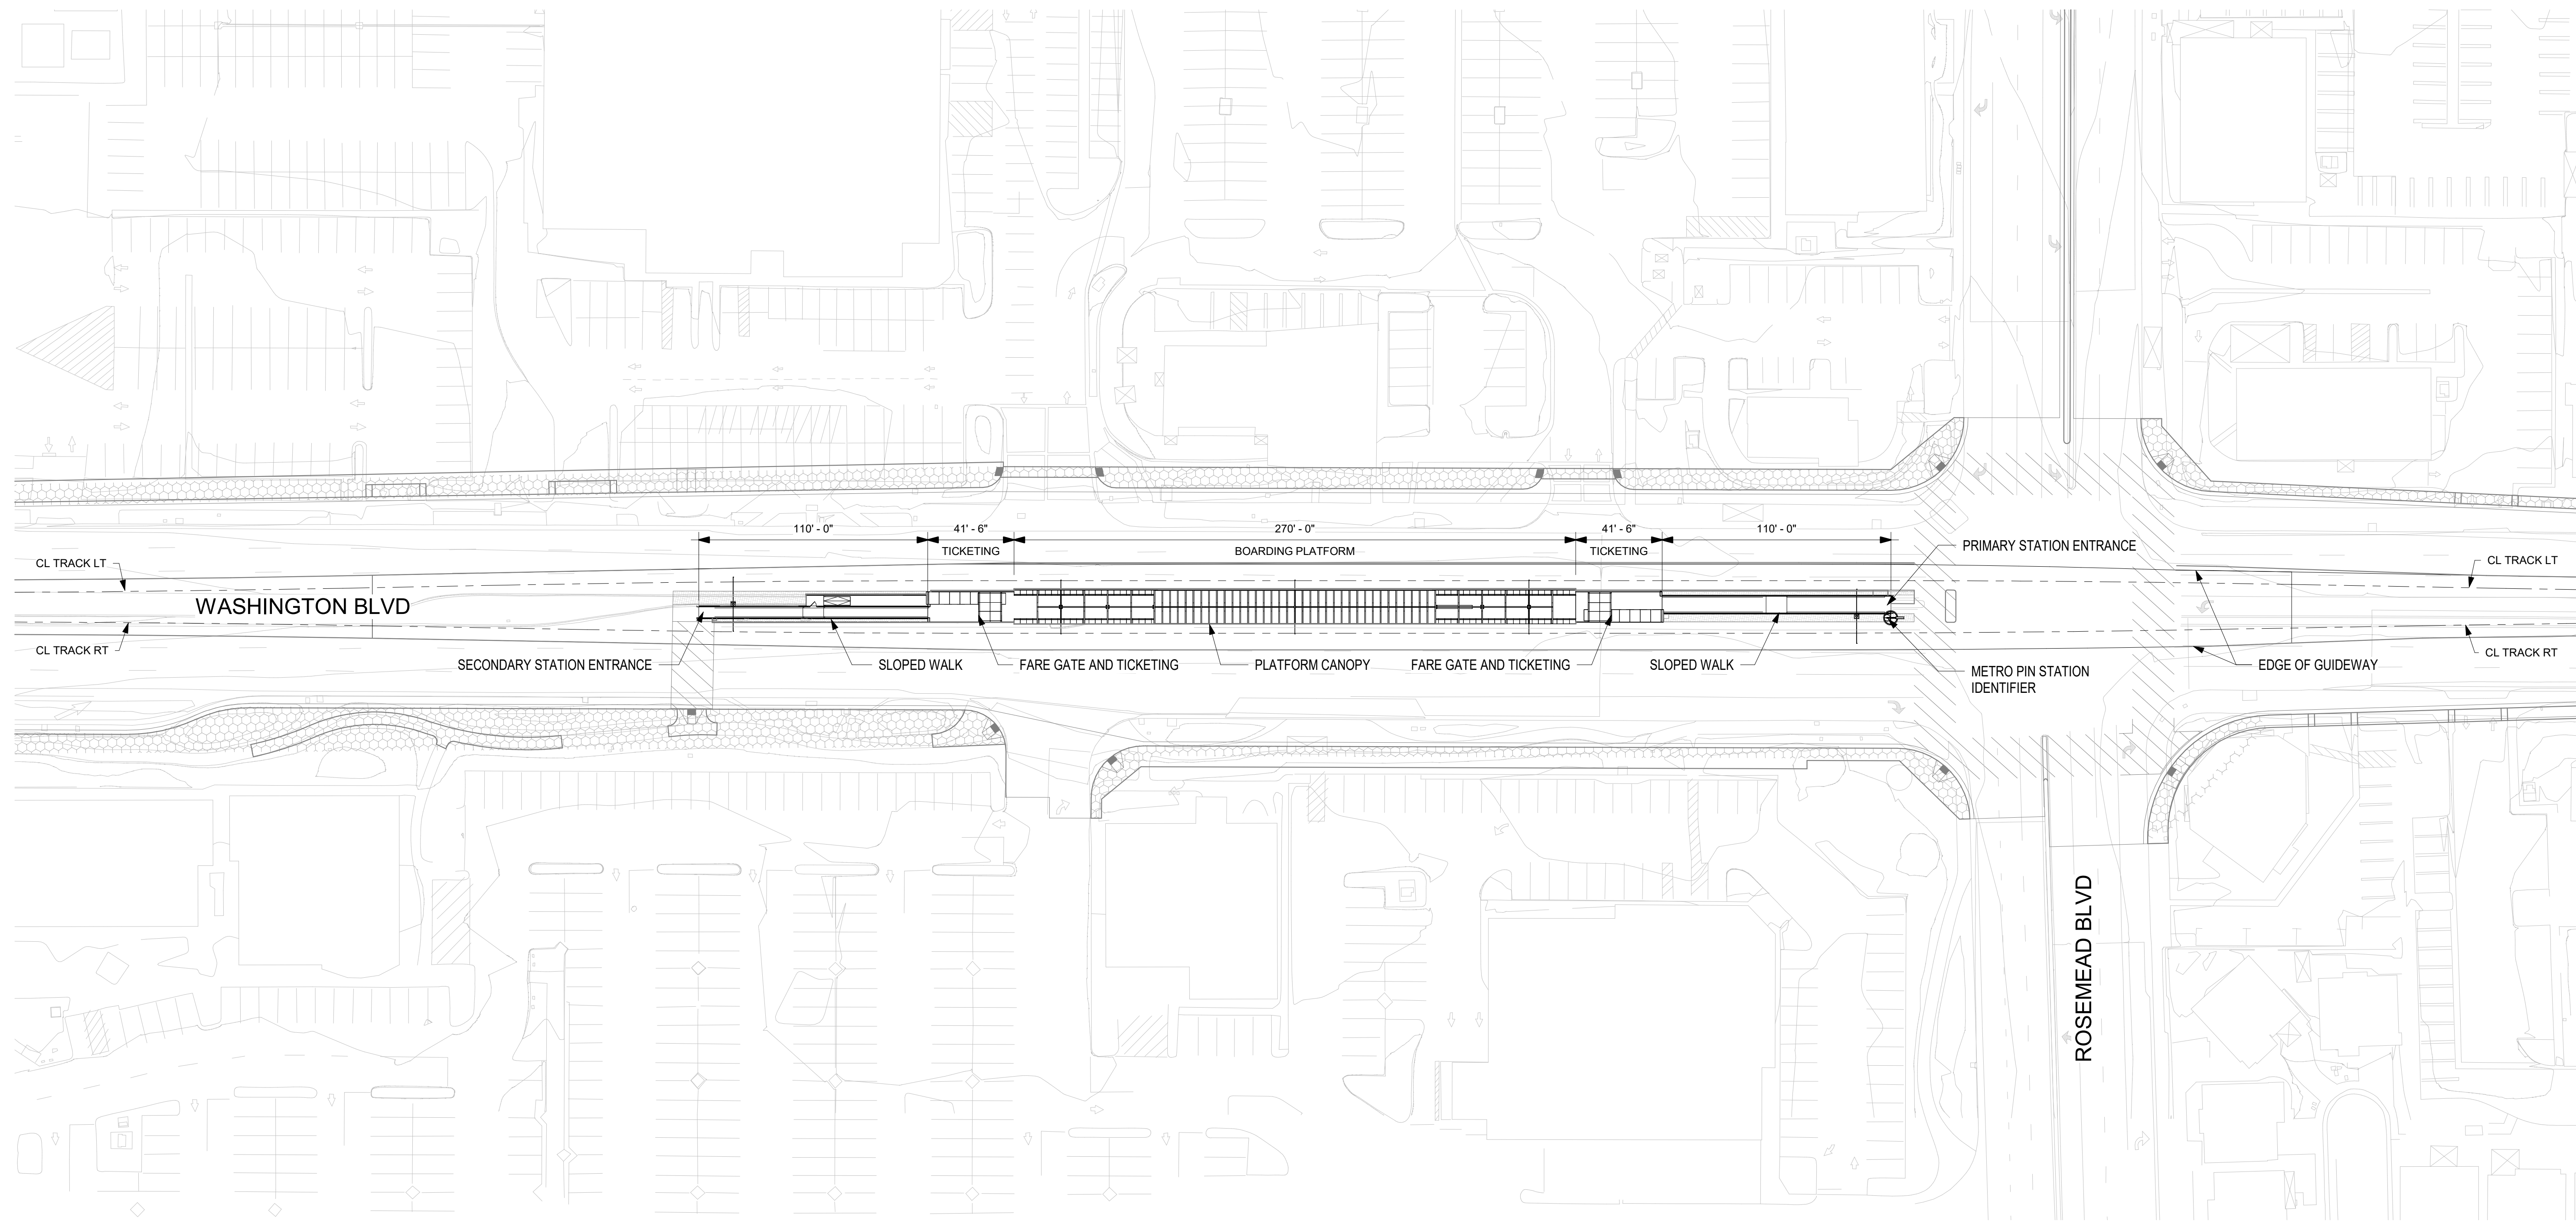 110' - 0"
41' - 6"
270' - 0"
41' - 6"
110' - 0"
TICKETING
BOARDING PLATFORM
TICKETING
PRIMARY STATION ENTRANCE
CL TRACK LT
CL TRACK LT
WASHINGTON BLVD
CL TRACK RT
CL TRACK RT
SECONDARY STATION ENTRANCE
SLOPED WALK
FARE GATE AND TICKETING
PLATFORM CANOPY
FARE GATE AND TICKETING
SLOPED WALK
METRO PIN STATION
IDENTIFIER
EDGE OF GUIDEWAY
ROSEMEAD BLVD